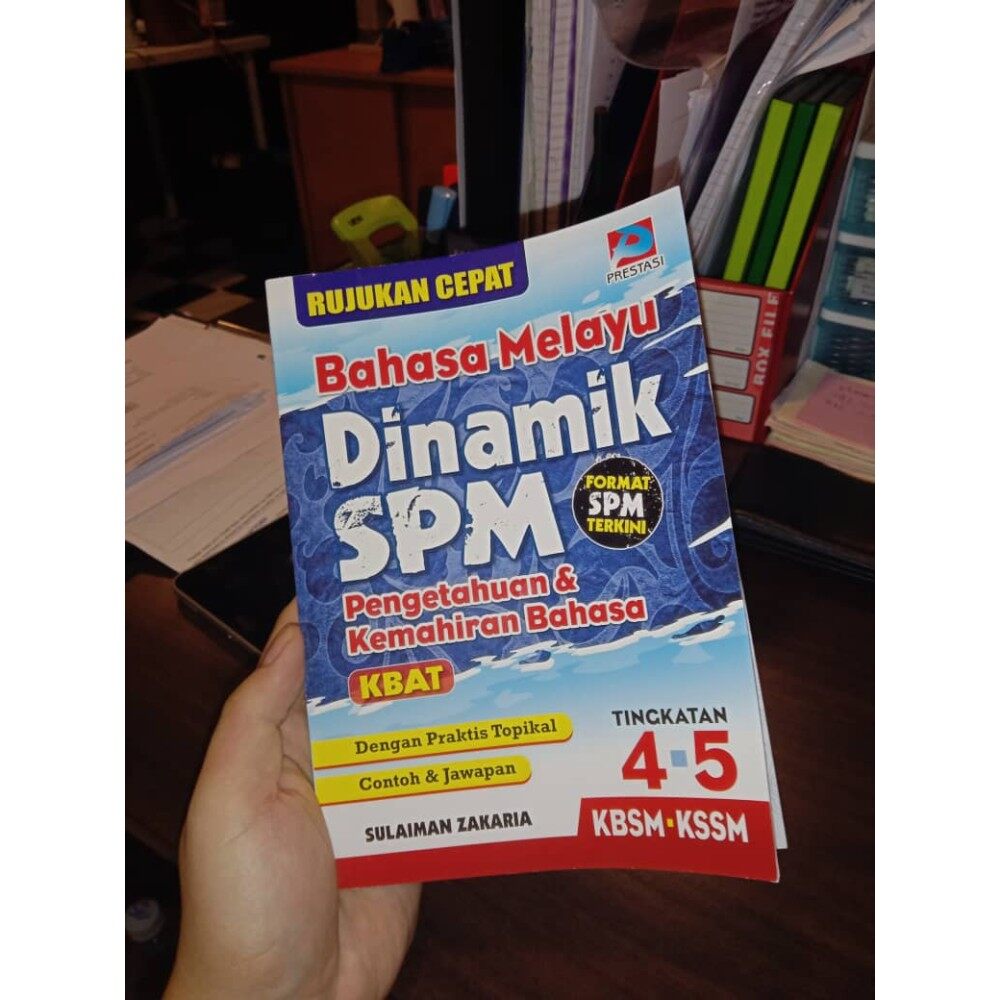 RUJUKAN CEPAT
PRESTASI
Bahasa Melayu
Dinamik
SPM
FORMAT
SPM
TERKINI
Pengetahuan &
Kemahiran Bahasa
KBAT
Dengan Praktis Topikal
Contoh & Jawapan
TINGKATAN
4 5
SULAIMAN ZAKARIA
KBSM KSSM
BOX FILE